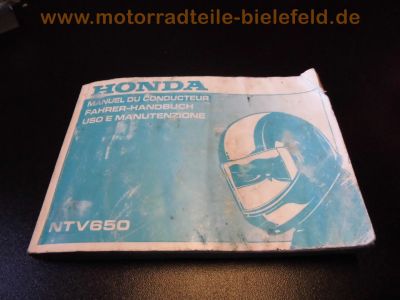 www.motorradteile-bielefeld.de
HONDA
MANUEL DU CONDUCTEUR
FAHRER-HANDBUCH
USO E MANUTENZIONE
NTV650